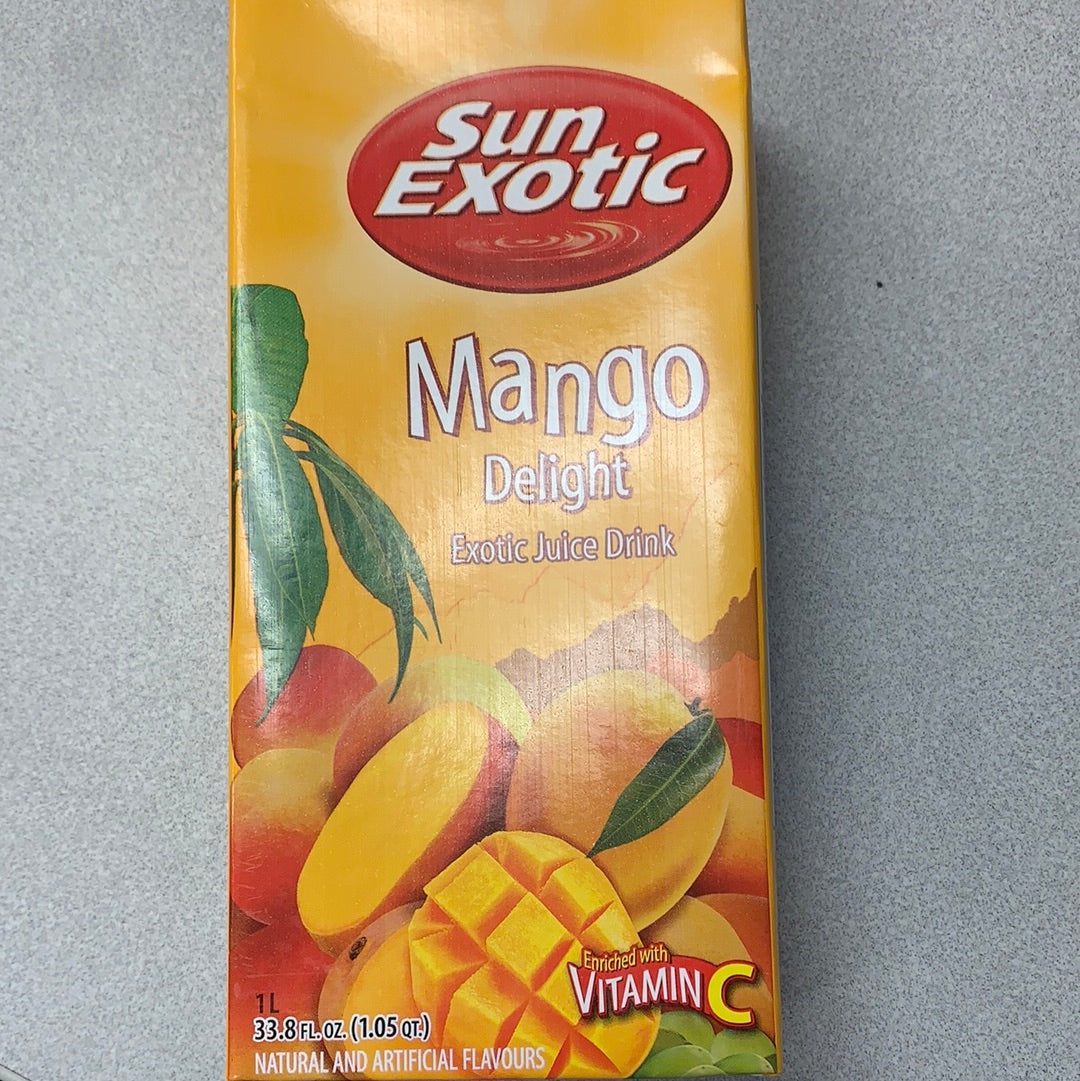 Sun
Exotic
Mango
Delight
Exotic Juice Drink
Enriched with
VITAMIN C
1L
33.8 FL. OZ. (1.05 QT.)
NATURAL AND ARTIFICIAL FLAVOURS